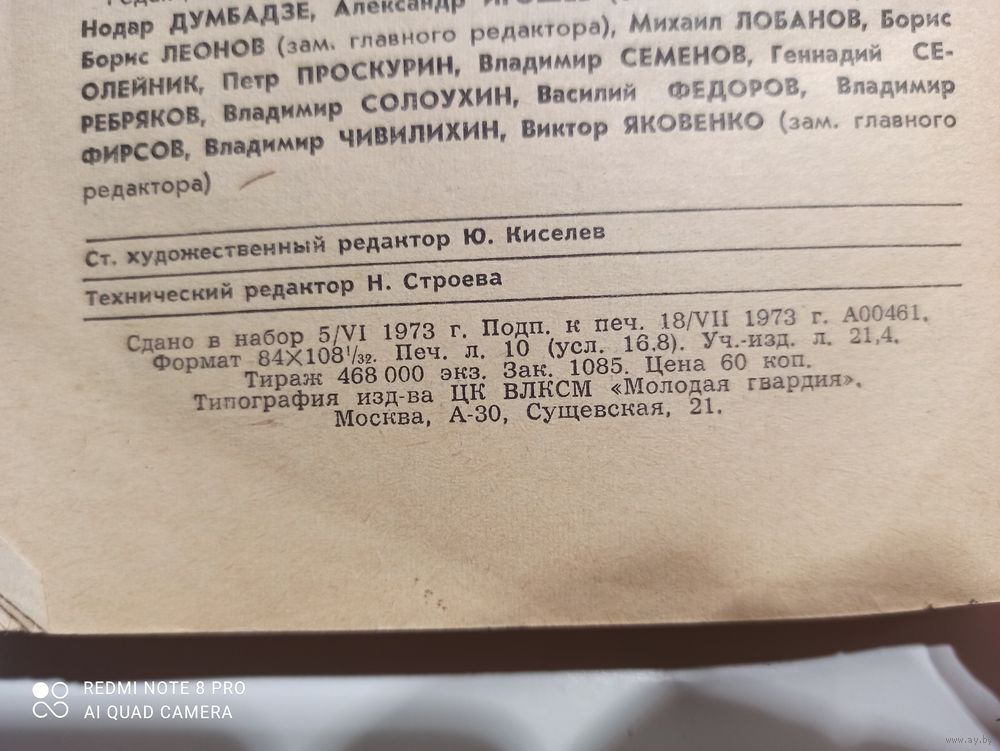 Нодар ДУМБАДЗЕ, Александр
Борис ЛЕОНОВ (зам. главного редактора), Михаил ЛОБАНОВ, Борис
ОЛЕЙНИК, Петр ПРОСКУРИН, Владимир СЕМЕНОВ, Геннадий СЕ-
РЕБРЯКОВ, Владимир СОЛОУХИН, Василий ФЕДОРОВ, Владимир
ФИРСОВ, Владимир ЧИВИЛИХИН, Виктор ЯКОВЕНКО (зам. главного
редактора)
Ст. художественный редактор Ю. Киселев
Технический редактор Н. Строева
Сдано в набор 5/VI 1973 г. Подп. к печ. 18/VII 1973 г. А00461.
Формат 84×108¹/₃₂. Печ. л. 10 (усл. 16.8). Уч.-изд. л. 21,4.
Тираж 468 000 экз. Зак. 1085. Цена 60 коп.
Типография изд-ва ЦК ВЛКСМ «Молодая гвардия».
Москва, А-30, Сущевская, 21.
REDMI NOTE 8 PRO
AI QUAD CAMERA
www.ay.by